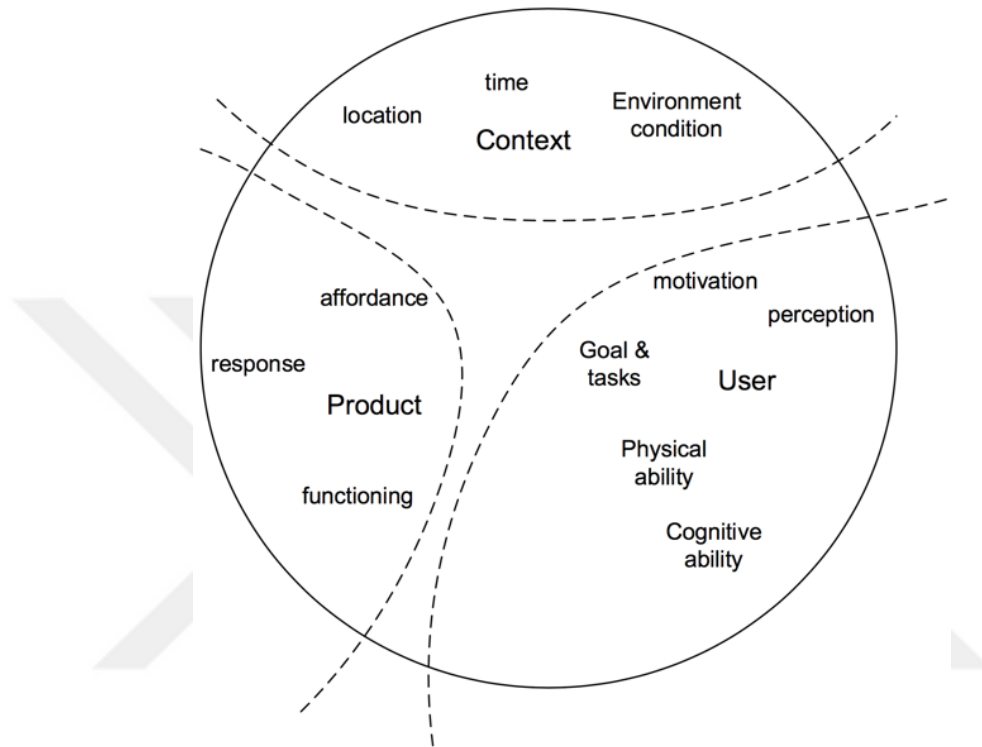 time
location
Environment
condition
Context
affordance
response
Product
functioning
motivation
perception
Goal &
tasks
User
Physical
ability
Cognitive
ability